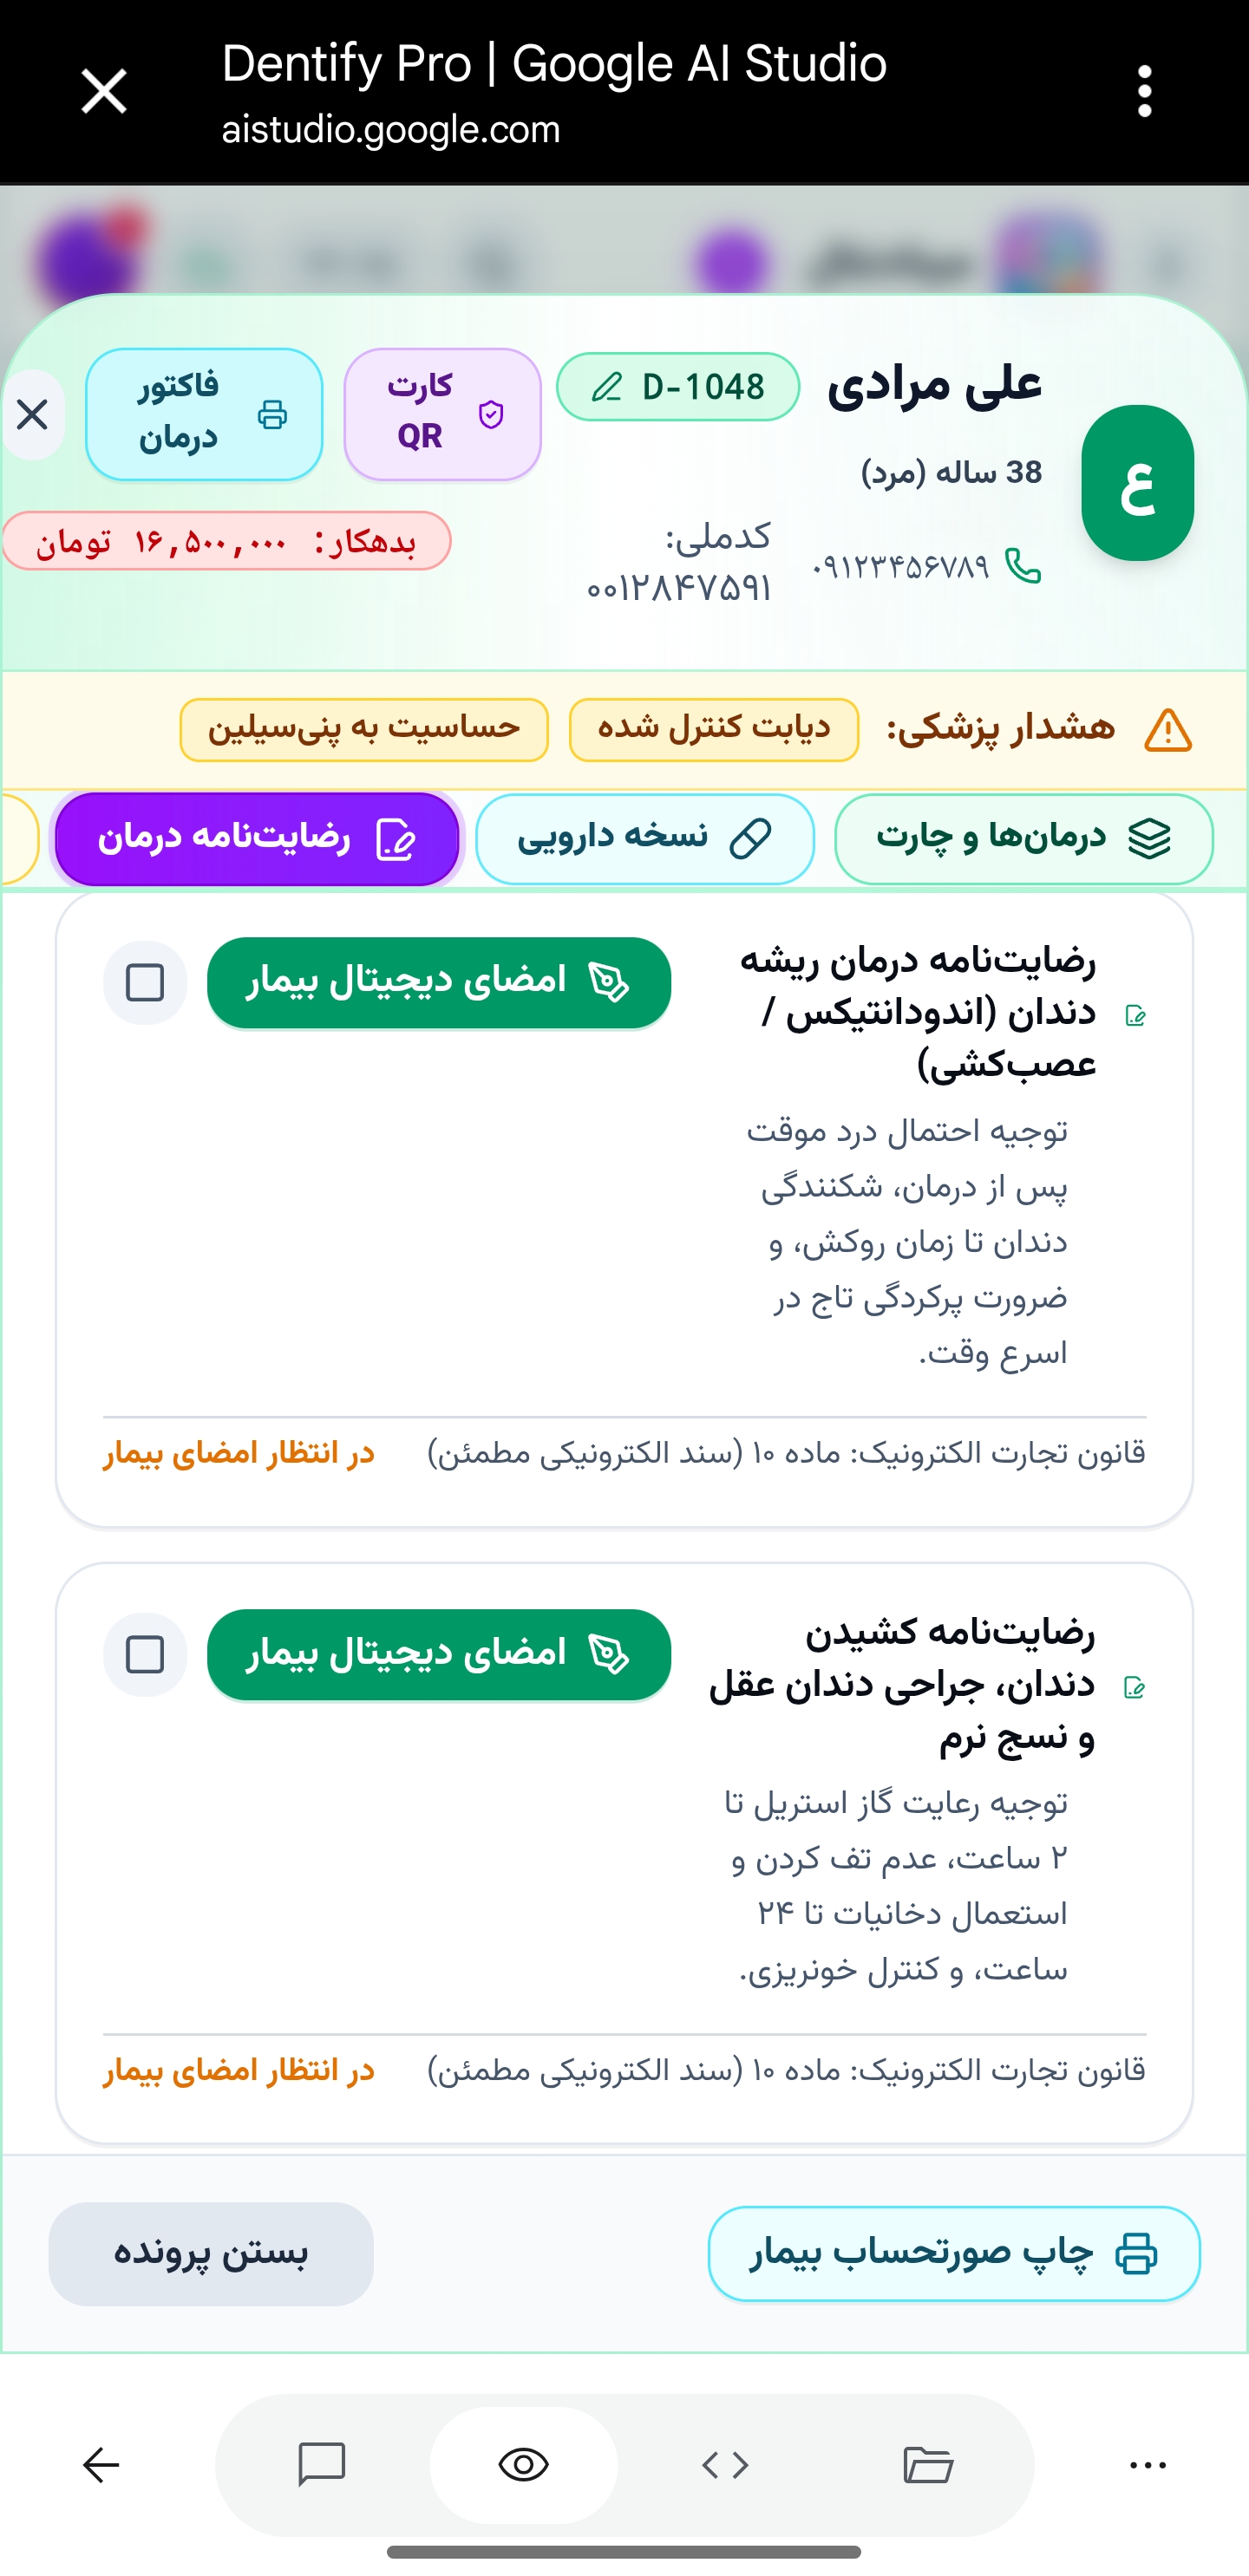 Dentify Pro | Google AI Studio
aistudio.google.com
علی مرادی
D-1048
کارت
QR
فاکتور
درمان
38 ساله (مرد)
ع
۰۹۱۲۳۴۵۶۷۸۹
کدملی:
۰۰۱۲۸۴۷۵۹۱
بدهکار: ۱۶,۵۰۰,۰۰۰ تومان
هشدار پزشکی:
دیابت کنترل شده
حساسیت به پنی‌سیلین
درمان‌ها و چارت
نسخه دارویی
رضایت‌نامه درمان
رضایت‌نامه درمان ریشه
دندان (اندودانتیکس /
عصب‌کشی)
امضای دیجیتال بیمار
توجیه احتمال درد موقت
پس از درمان، شکنندگی
دندان تا زمان روکش، و
ضرورت پرکردگی تاج در
اسرع وقت.
قانون تجارت الکترونیک: ماده ۱۰ (سند الکترونیکی مطمئن)
در انتظار امضای بیمار
رضایت‌نامه کشیدن
دندان، جراحی دندان عقل
و نسج نرم
امضای دیجیتال بیمار
توجیه رعایت گاز استریل تا
۲ ساعت، عدم تف کردن و
استعمال دخانیات تا ۲۴
ساعت، و کنترل خونریزی.
قانون تجارت الکترونیک: ماده ۱۰ (سند الکترونیکی مطمئن)
در انتظار امضای بیمار
چاپ صورتحساب بیمار
بستن پرونده